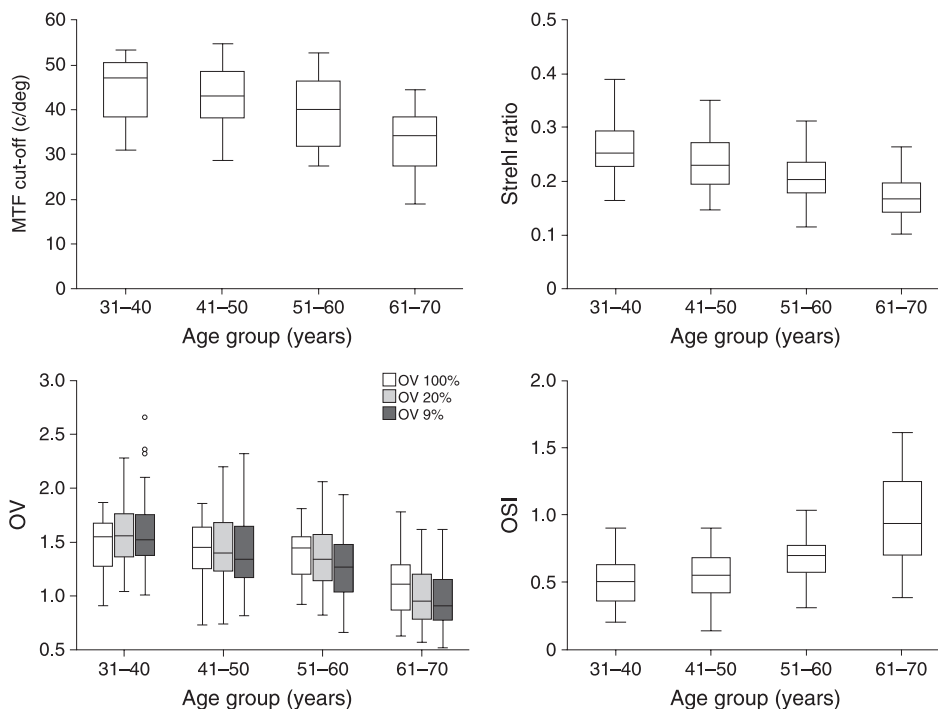 60
50
40
30
20
10
0
MTF cut-off (c/deg)
31–40 41–50 51–60 61–70
Age group (years)
0.5
0.4
0.3
0.2
0.1
0
Strehl ratio
31–40 41–50 51–60 61–70
Age group (years)
3.0
2.5
2.0
1.5
1.0
0.5
OV
OV 100%
OV 20%
OV 9%
31–40 41–50 51–60 61–70
Age group (years)
2.0
1.5
1.0
0.5
0
OSI
31–40 41–50 51–60 61–70
Age group (years)